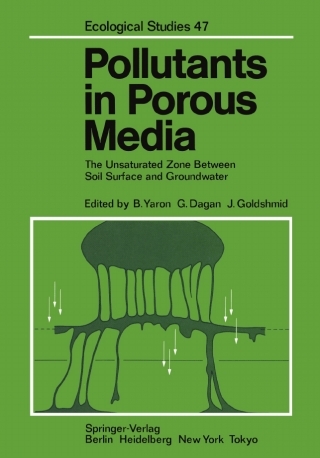 Ecological Studies 47
Pollutants
in Porous
Media
The Unsaturated Zone Between
Soil Surface and Groundwater
Edited by B. Yaron G. Dagan J. Goldshmid
Springer-Verlag
Berlin Heidelberg New York Tokyo